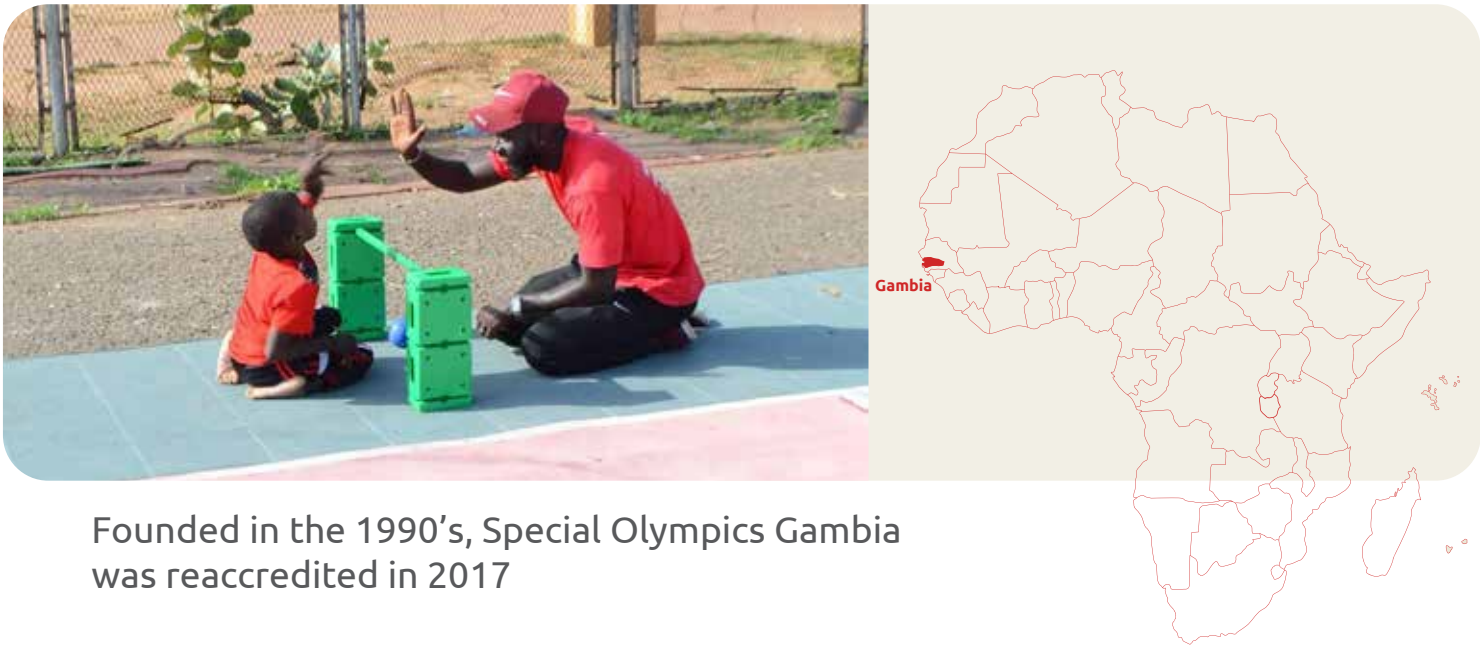 Gambia
Founded in the 1990’s, Special Olympics Gambia
was reaccredited in 2017